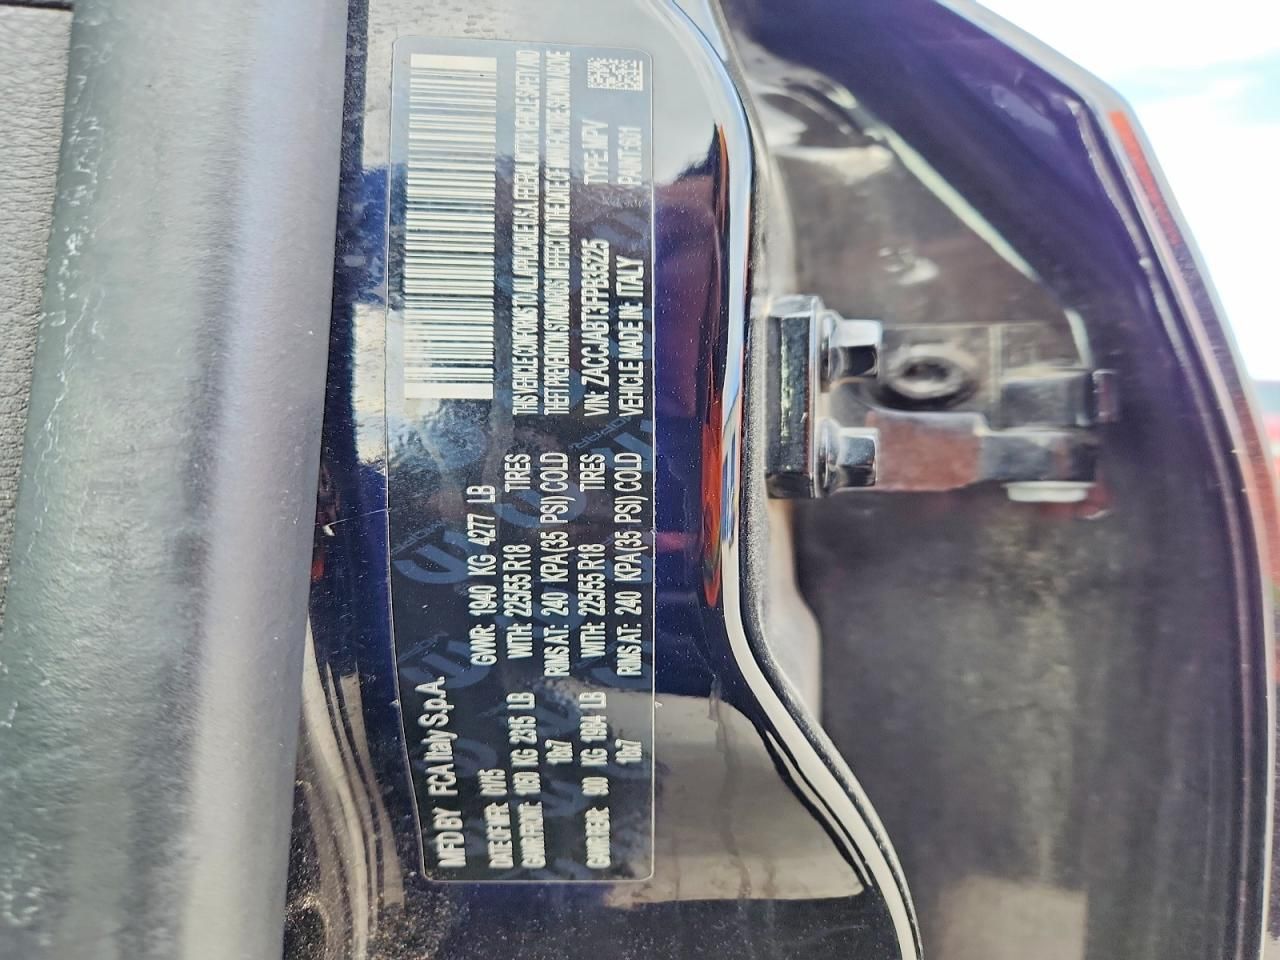 MFD BY FCA Italy S.p.A.
DATE OF MFR: 01/15 GVWR: 1940 KG 4277 LB
GAWR FRONT: 1050 KG 2315 LB WITH: 225/55 R18 TIRES
18x7 RIMS AT: 240 KPA(35 PSI) COLD
GAWR REAR: 900 KG 1984 LB WITH: 225/55 R18 TIRES
18x7 RIMS AT: 240 KPA(35 PSI) COLD
THIS VEHICLE CONFORMS TO ALL APPLICABLE U.S.A. FEDERAL MOTOR VEHICLE SAFETY AND
THEFT PREVENTION STANDARDS IN EFFECT ON THE DATE OF MANUFACTURE SHOWN ABOVE
VIN: ZACCJABT3FPB35225 TYPE: MPV
VEHICLE MADE IN: ITALY PAINT: 601
MOPAR